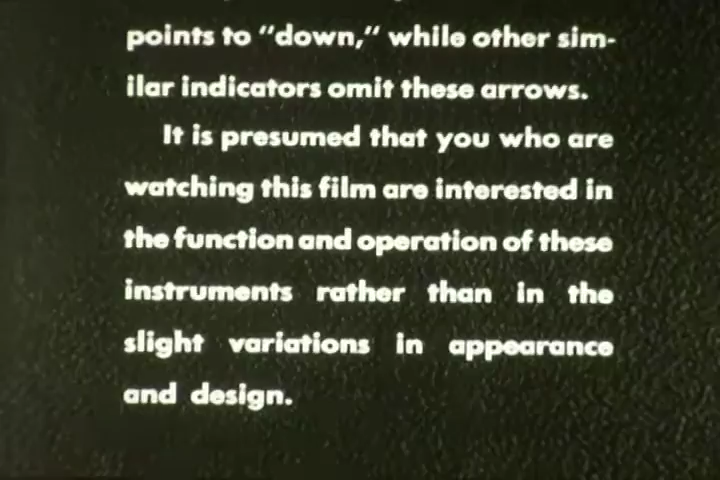 points to "down," while other sim-
ilar indicators omit these arrows.
It is presumed that you who are
watching this film are interested in
the function and operation of these
instruments rather than in the
slight variations in appearance
and design.